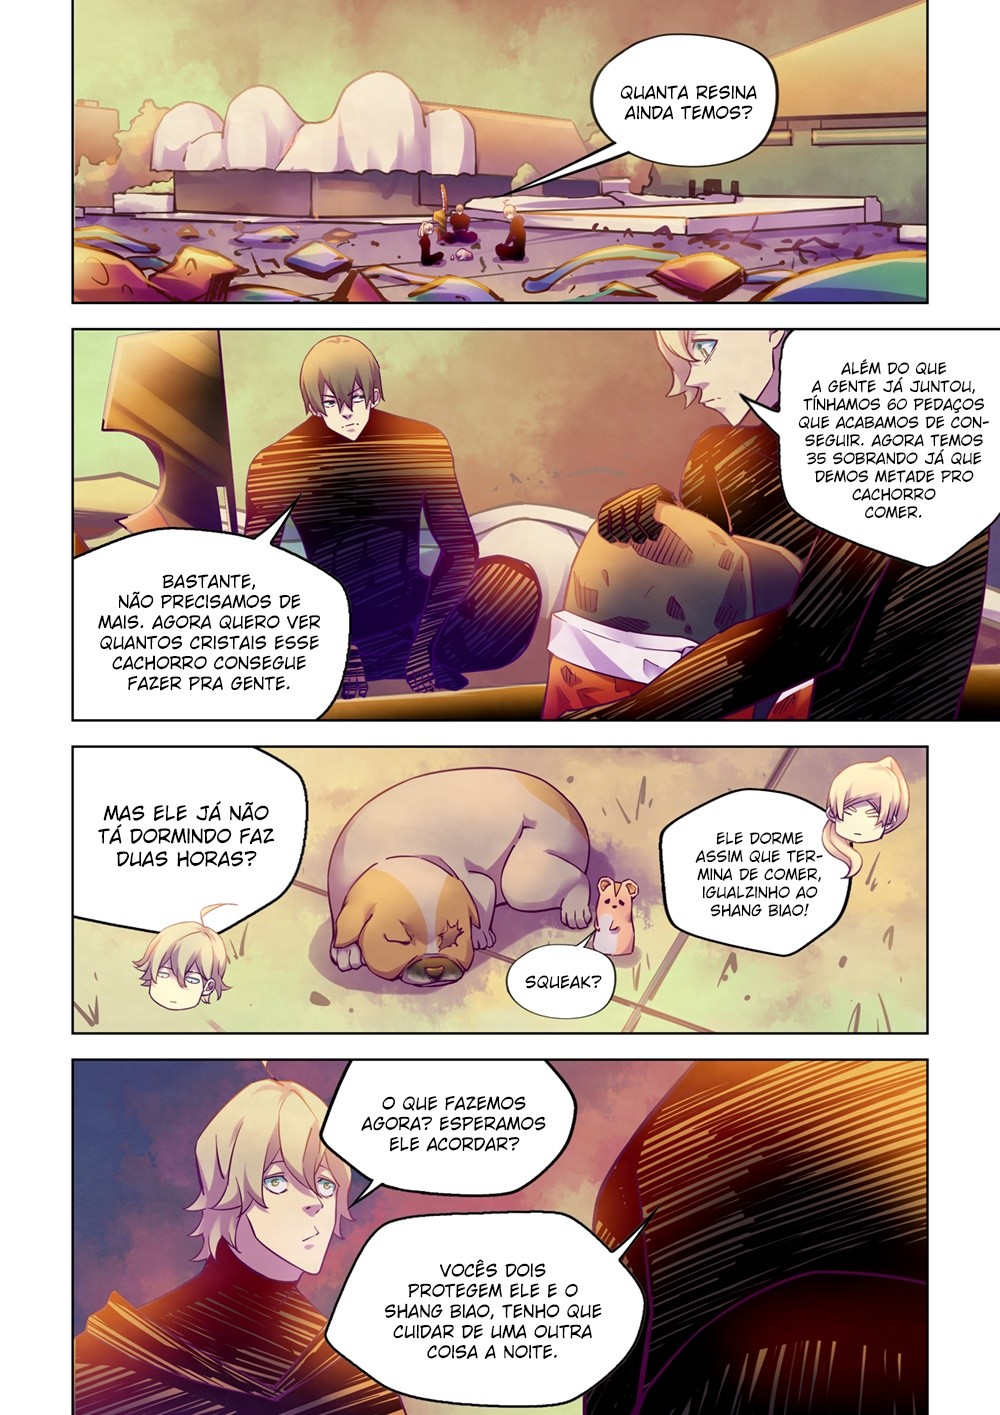 QUANTA RESINA
AINDA TEMOS?
ALÉM DO QUE
A GENTE JÁ JUNTOU,
TÍNHAMOS 60 PEDAÇOS
QUE ACABAMOS DE CON-
SEGUIR. AGORA TEMOS
35 SOBRANDO JÁ QUE
DEMOS METADE PRO
CACHORRO
COMER.
BASTANTE,
NÃO PRECISAMOS DE
MAIS. AGORA QUERO VER
QUANTOS CRISTAIS ESSE
CACHORRO CONSEGUE
FAZER PRA GENTE.
MAS ELE JÁ NÃO
TÁ DORMINDO FAZ
DUAS HORAS?
ELE DORME
ASSIM QUE TER-
MINA DE COMER,
IGUALZINHO AO
SHANG BIAO!
SQUEAK?
O QUE FAZEMOS
AGORA? ESPERAMOS
ELE ACORDAR?
VOCÊS DOIS
PROTEGEM ELE E O
SHANG BIAO, TENHO QUE
CUIDAR DE UMA OUTRA
COISA A NOITE.